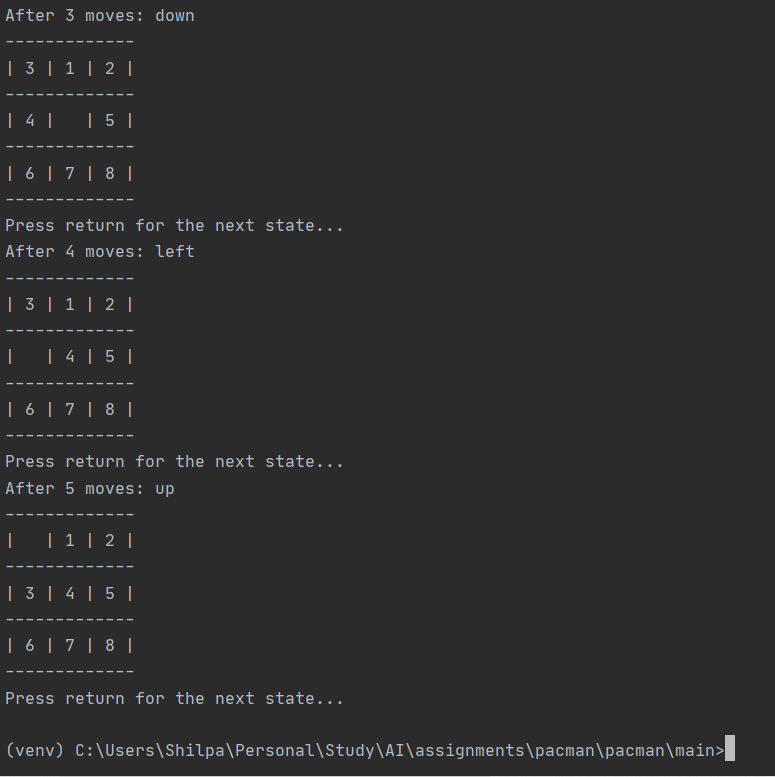 After 3 moves: down
-------------
| 3 | 1 | 2 |
-------------
| 4 |   | 5 |
-------------
| 6 | 7 | 8 |
-------------
Press return for the next state...
After 4 moves: left
-------------
| 3 | 1 | 2 |
-------------
|   | 4 | 5 |
-------------
| 6 | 7 | 8 |
-------------
Press return for the next state...
After 5 moves: up
-------------
|   | 1 | 2 |
-------------
| 3 | 4 | 5 |
-------------
| 6 | 7 | 8 |
-------------
Press return for the next state...
(venv) C:\Users\Shilpa\Personal\Study\AI\assignments\pacman\pacman\main>